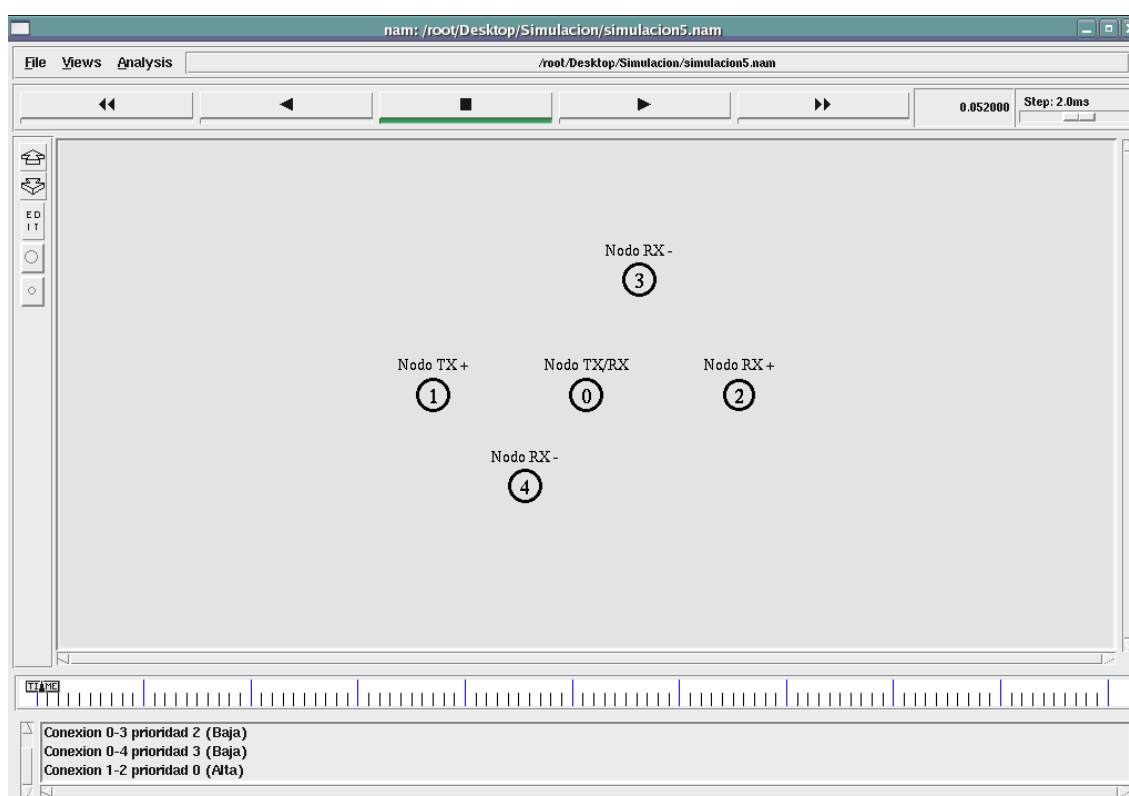 nam: /root/Desktop/Simulacion/simulacion5.nam
File Views Analysis /root/Desktop/Simulacion/simulacion5.nam
0.052000 Step: 2.0ms
E D
I T
Nodo RX -
3
Nodo TX + Nodo TX/RX Nodo RX +
1 0 2
Nodo RX -
4
TIME
Conexion 0-3 prioridad 2 (Baja)
Conexion 0-4 prioridad 3 (Baja)
Conexion 1-2 prioridad 0 (Alta)